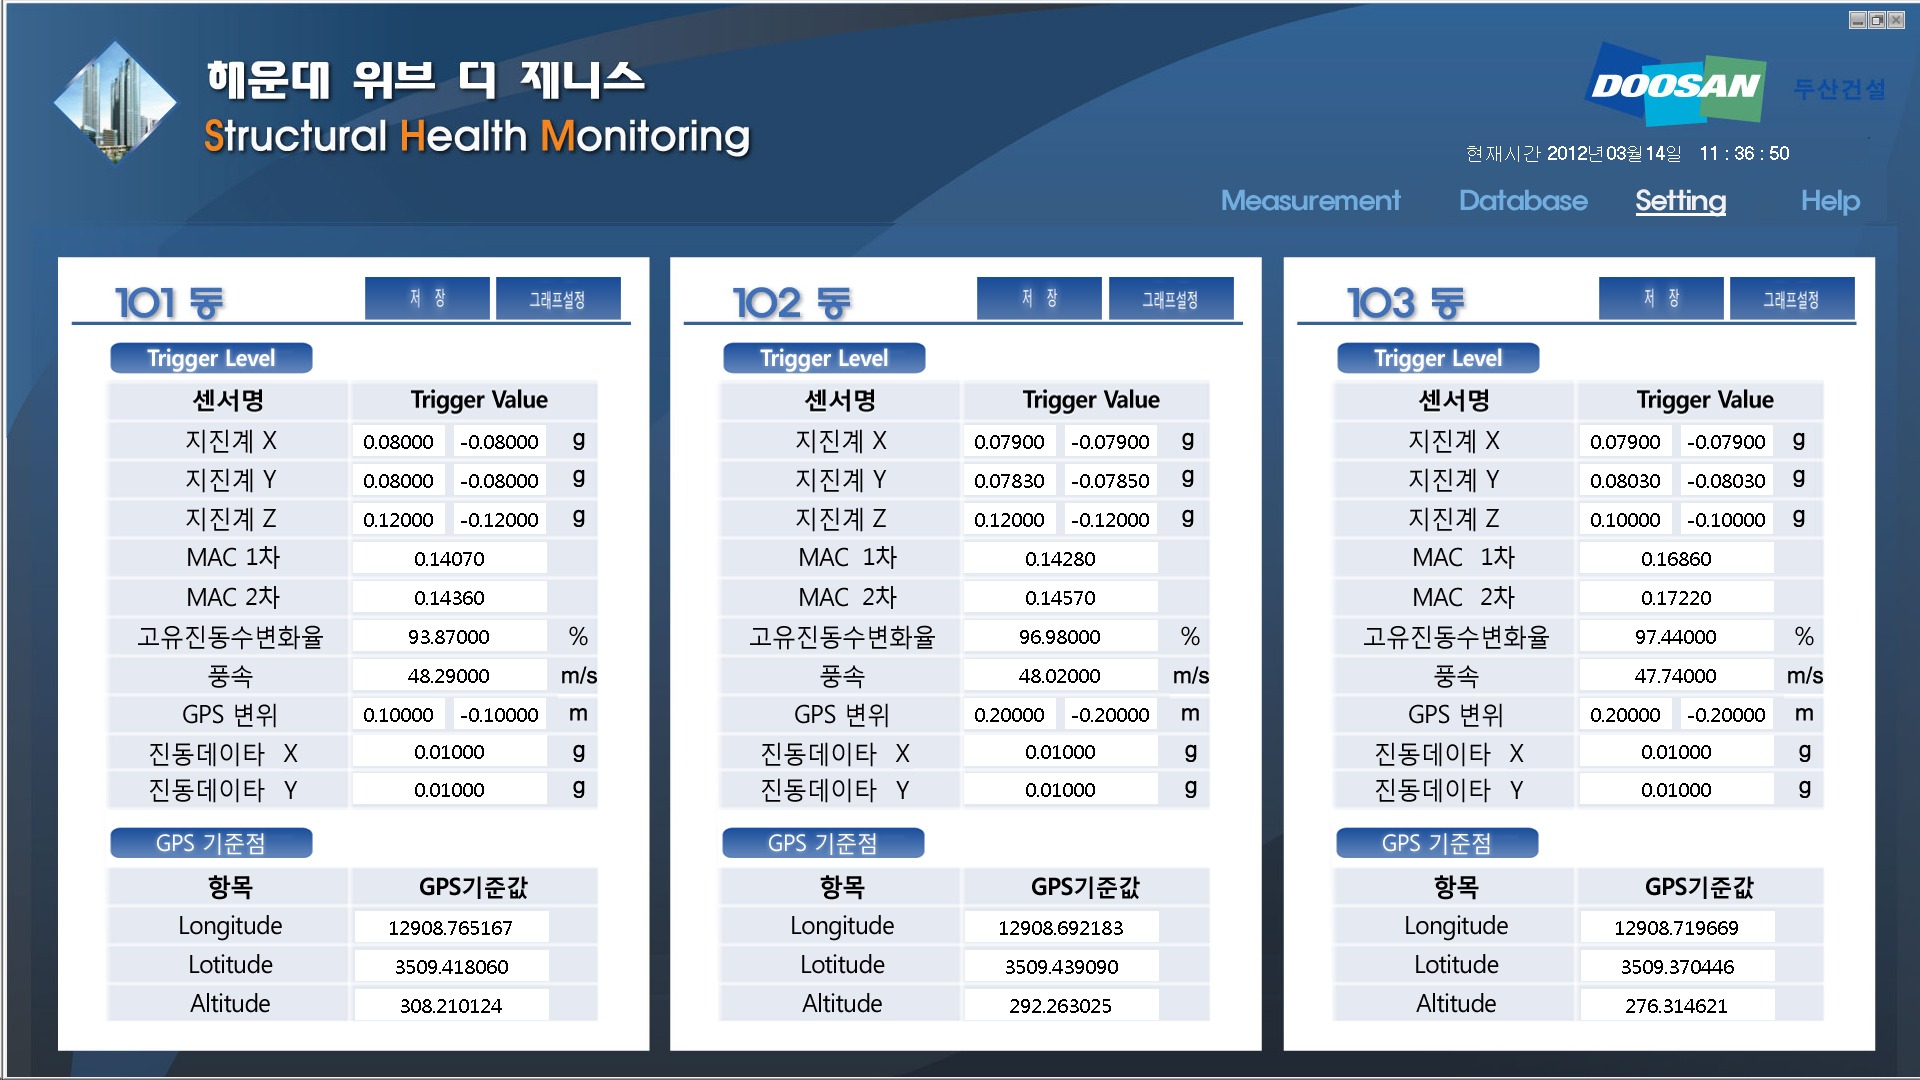 해운대 위브 더 제니스
Structural Health Monitoring
DOOSAN 두산건설
현재시간 2012년03월14일 11 : 36 : 50
Measurement Database Setting Help
101 동 저 장 그래프설정
Trigger Level
센서명 Trigger Value
지진계 X 0.08000 -0.08000 g
지진계 Y 0.08000 -0.08000 g
지진계 Z 0.12000 -0.12000 g
MAC 1차 0.14070
MAC 2차 0.14360
고유진동수변화율 93.87000 %
풍속 48.29000 m/s
GPS 변위 0.10000 -0.10000 m
진동데이타 X 0.01000 g
진동데이타 Y 0.01000 g
GPS 기준점
항목 GPS기준값
Longitude 12908.765167
Lotitude 3509.418060
Altitude 308.210124
102 동 저 장 그래프설정
Trigger Level
센서명 Trigger Value
지진계 X 0.07900 -0.07900 g
지진계 Y 0.07830 -0.07850 g
지진계 Z 0.12000 -0.12000 g
MAC 1차 0.14280
MAC 2차 0.14570
고유진동수변화율 96.98000 %
풍속 48.02000 m/s
GPS 변위 0.20000 -0.20000 m
진동데이타 X 0.01000 g
진동데이타 Y 0.01000 g
GPS 기준점
항목 GPS기준값
Longitude 12908.692183
Lotitude 3509.439090
Altitude 292.263025
103 동 저 장 그래프설정
Trigger Level
센서명 Trigger Value
지진계 X 0.07900 -0.07900 g
지진계 Y 0.08030 -0.08030 g
지진계 Z 0.10000 -0.10000 g
MAC 1차 0.16860
MAC 2차 0.17220
고유진동수변화율 97.44000 %
풍속 47.74000 m/s
GPS 변위 0.20000 -0.20000 m
진동데이타 X 0.01000 g
진동데이타 Y 0.01000 g
GPS 기준점
항목 GPS기준값
Longitude 12908.719669
Lotitude 3509.370446
Altitude 276.314621